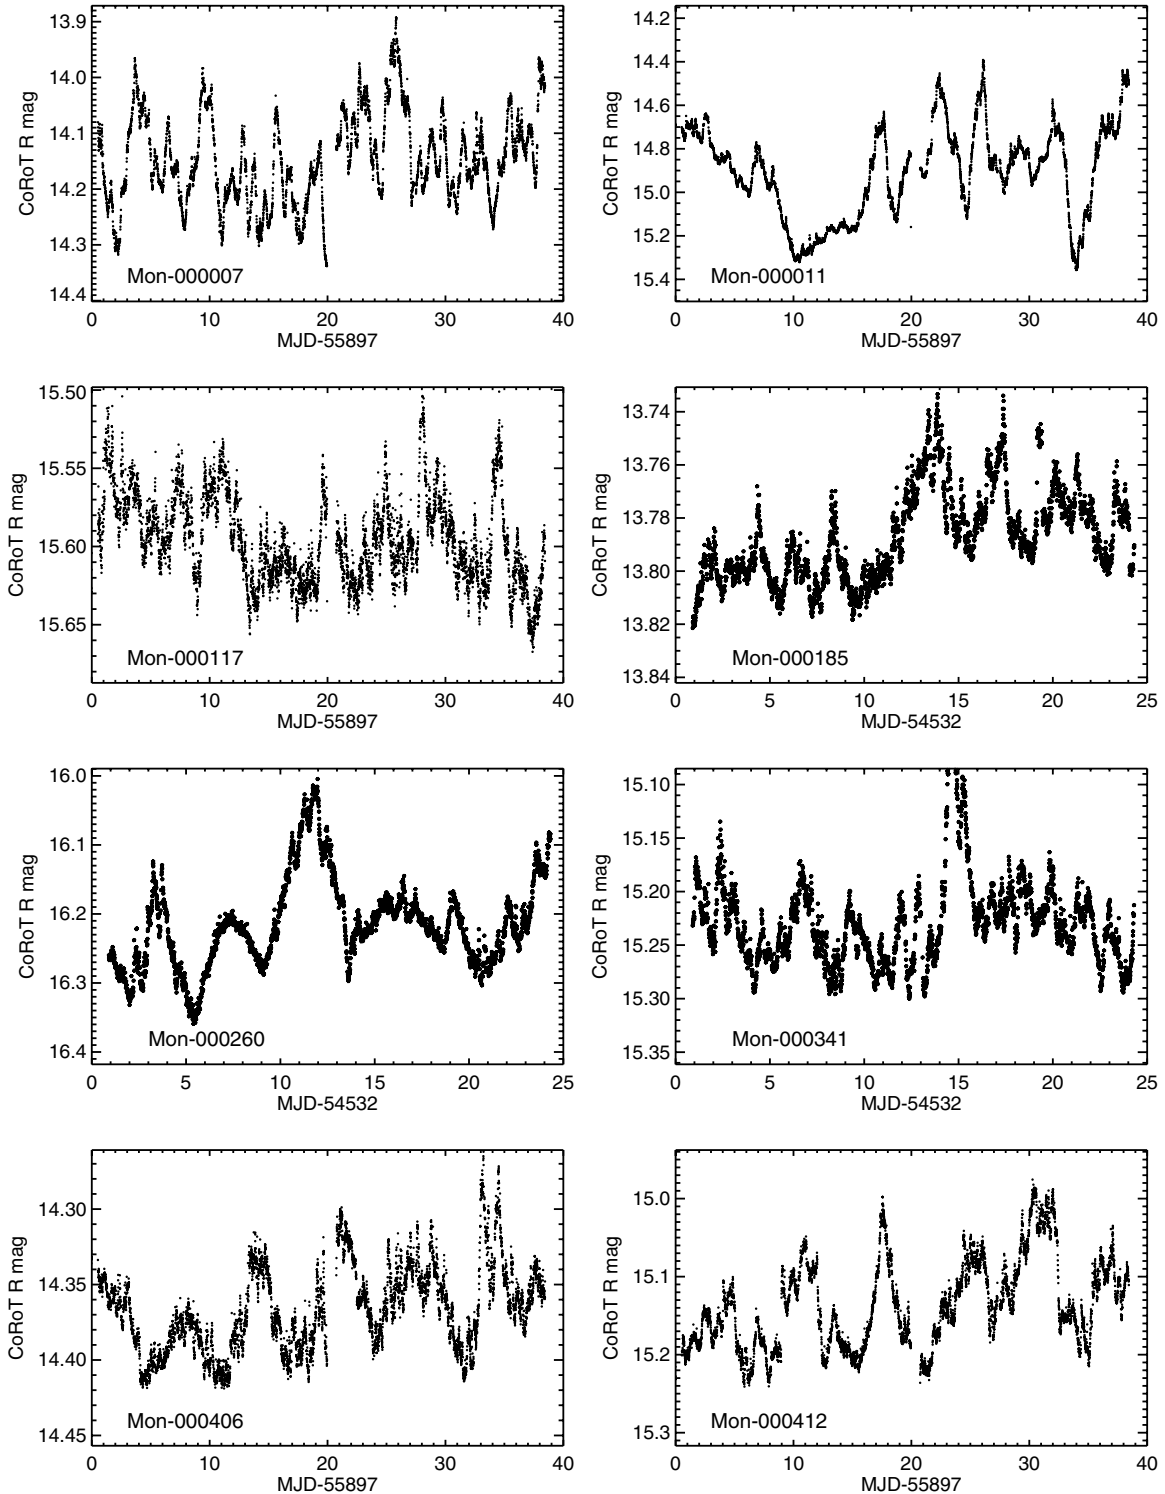 13.9
14.0
14.1
14.2
14.3
14.4
CoRoT R mag
Mon-000007
0 10 20 30 40
MJD-55897
14.2
14.4
14.6
14.8
15.0
15.2
15.4
CoRoT R mag
Mon-000011
0 10 20 30 40
MJD-55897
15.50
15.55
15.60
15.65
CoRoT R mag
Mon-000117
0 10 20 30 40
MJD-55897
13.74
13.76
13.78
13.80
13.82
13.84
CoRoT R mag
Mon-000185
0 5 10 15 20 25
MJD-54532
16.0
16.1
16.2
16.3
16.4
CoRoT R mag
Mon-000260
0 5 10 15 20 25
MJD-54532
15.10
15.15
15.20
15.25
15.30
15.35
CoRoT R mag
Mon-000341
0 5 10 15 20 25
MJD-54532
14.30
14.35
14.40
14.45
CoRoT R mag
Mon-000406
0 10 20 30 40
MJD-55897
15.0
15.1
15.2
15.3
CoRoT R mag
Mon-000412
0 10 20 30 40
MJD-55897